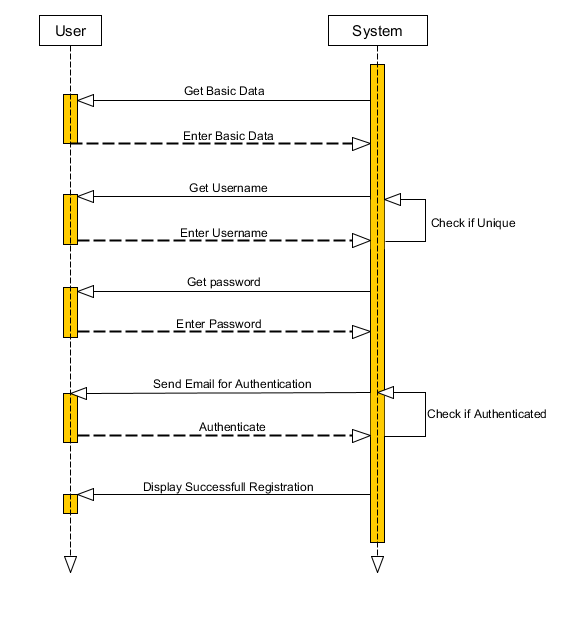 User
System
Get Basic Data
Enter Basic Data
Get Username
Check if Unique
Enter Username
Get password
Enter Password
Send Email for Authentication
Check if Authenticated
Authenticate
Display Successfull Registration